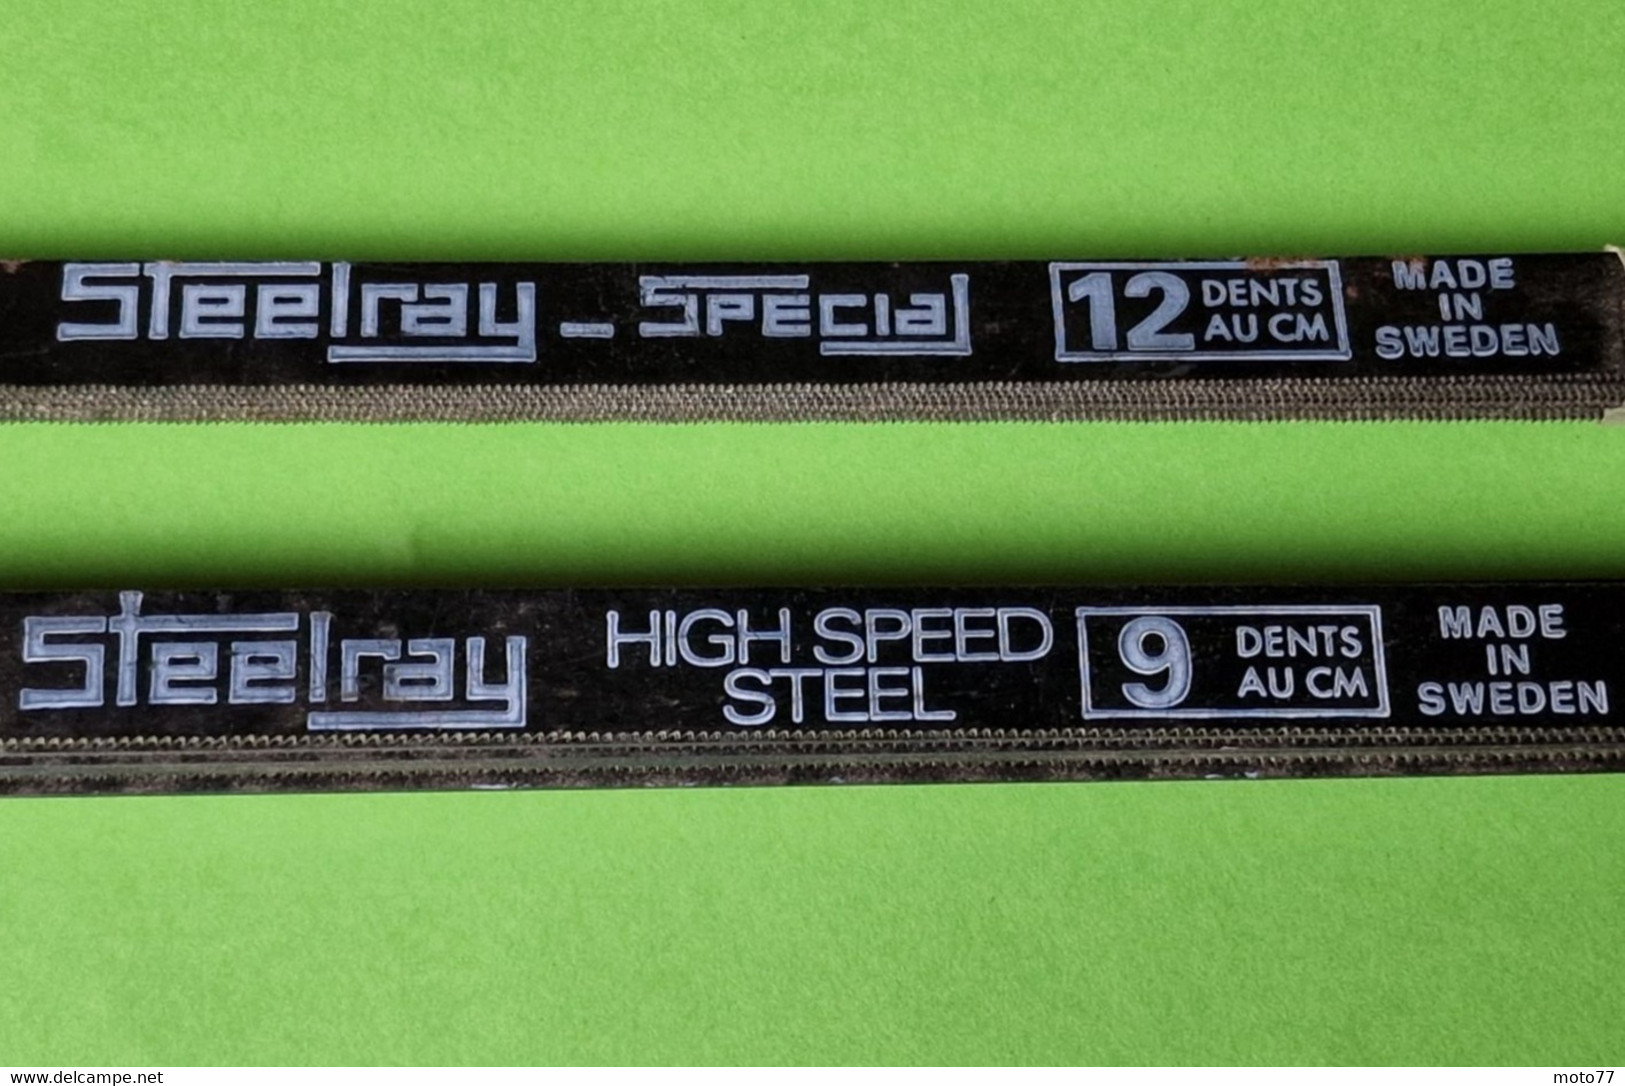 Steelray - Special 12 DENTS AU CM MADE IN SWEDEN
Steelray HIGH SPEED STEEL 9 DENTS AU CM MADE IN SWEDEN
www.delcampe.net moto77